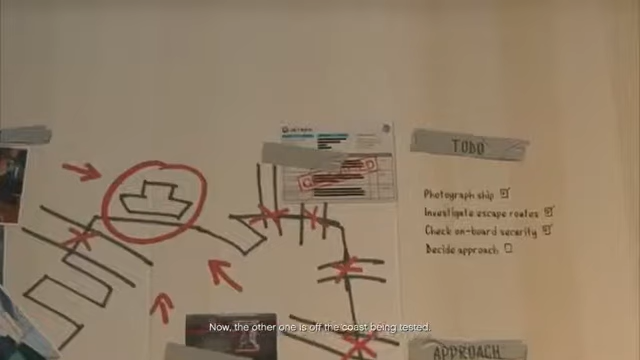 TODO
Photograph ship
Investigate escape routes
Check on-board security
Decide approach
Now, the other one is off the coast being tested.
APPROACH